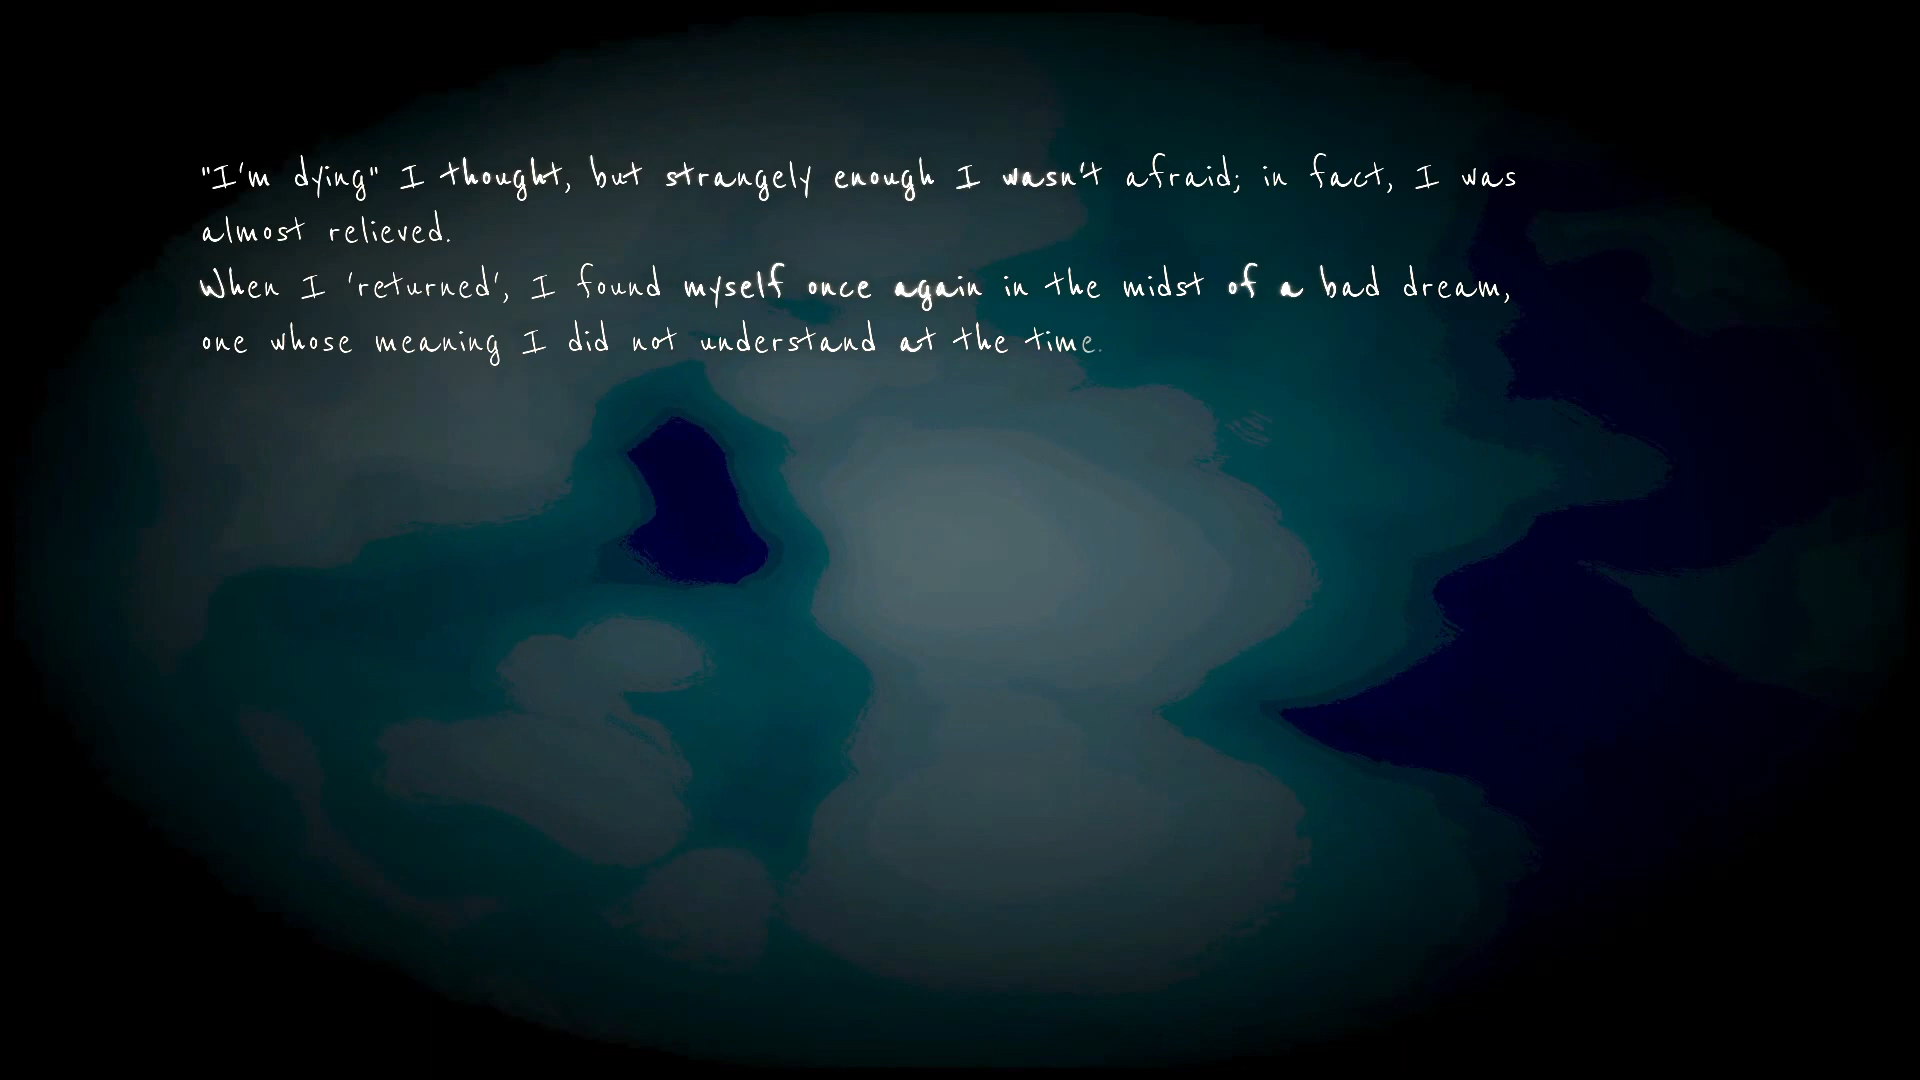 "I'm dying" I thought, but strangely enough I wasn't afraid; in fact, I was
almost relieved.
When I 'returned', I found myself once again in the midst of a bad dream,
one whose meaning I did not understand at the time.